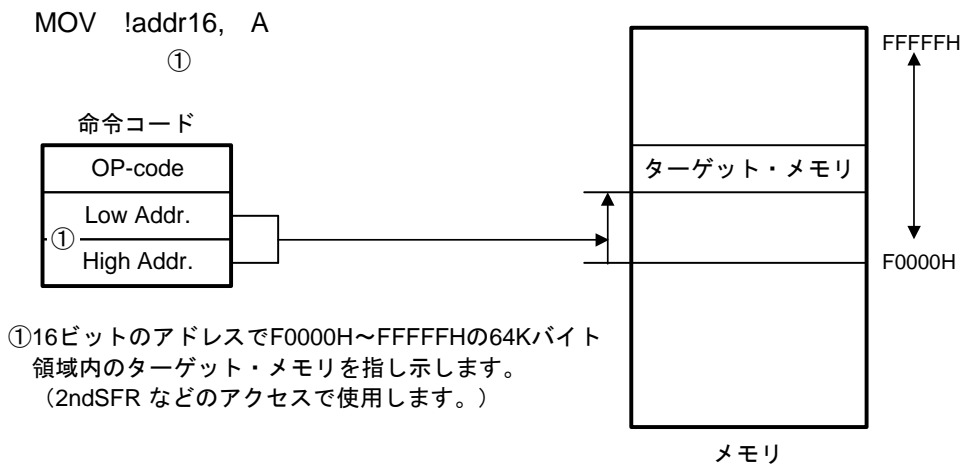 MOV !addr16, A
①
命令コード
OP-code
Low Addr.
①
High Addr.
FFFFFH
ターゲット・メモリ
F0000H
メモリ
①16ビットのアドレスでF0000H~FFFFFHの64Kバイト
領域内のターゲット・メモリを指し示します。
(2ndSFR などのアクセスで使用します。)